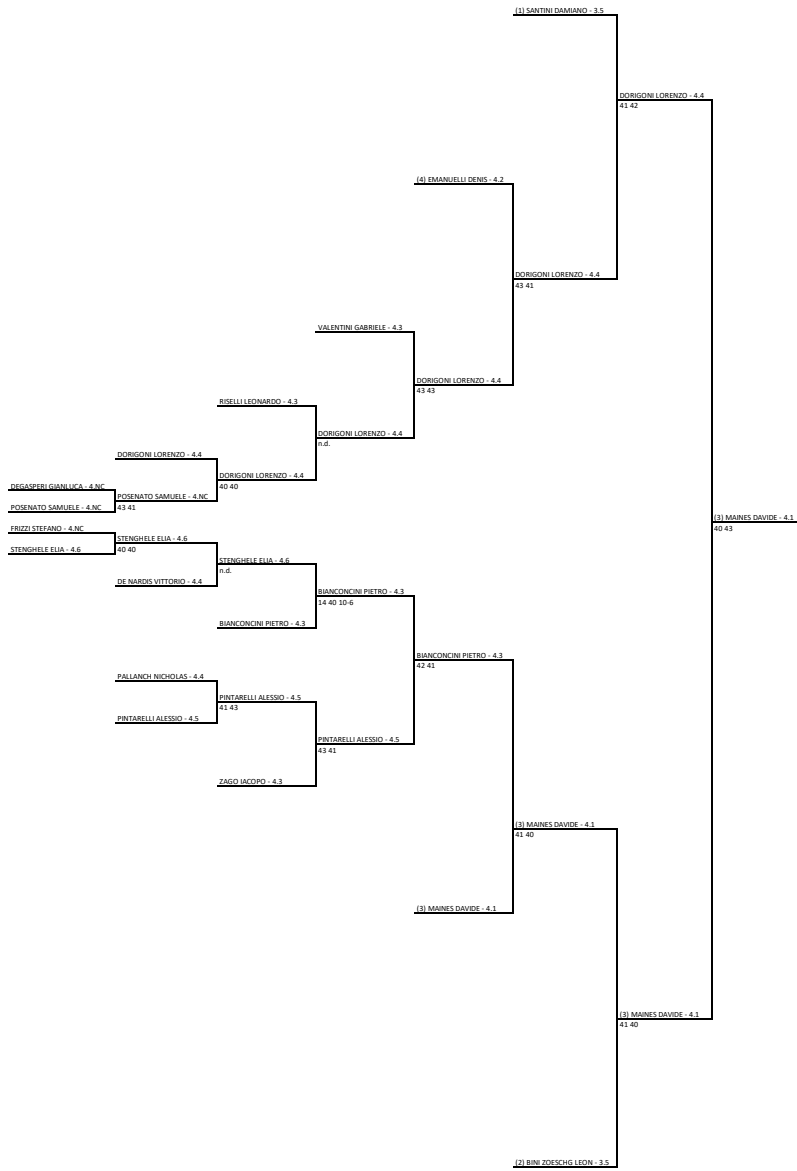 (1) SANTINI DAMIANO - 3.5
DORIGONI LORENZO - 4.4
41 42
(4) EMANUELLI DENIS - 4.2
DORIGONI LORENZO - 4.4
43 41
VALENTINI GABRIELE - 4.3
DORIGONI LORENZO - 4.4
43 43
RISELLI LEONARDO - 4.3
DORIGONI LORENZO - 4.4
n.d.
DORIGONI LORENZO - 4.4
DORIGONI LORENZO - 4.4
40 40
DEGASPERI GIANLUCA - 4.NC
POSENATO SAMUELE - 4.NC
43 41
POSENATO SAMUELE - 4.NC
(3) MAINES DAVIDE - 4.1
40 43
FRIZZI STEFANO - 4.NC
STENGHELE ELIA - 4.6
40 40
STENGHELE ELIA - 4.6
STENGHELE ELIA - 4.6
n.d.
DE NARDIS VITTORIO - 4.4
BIANCONCINI PIETRO - 4.3
14 40 10-6
BIANCONCINI PIETRO - 4.3
BIANCONCINI PIETRO - 4.3
42 41
PALLANCH NICHOLAS - 4.4
PINTARELLI ALESSIO - 4.5
41 43
PINTARELLI ALESSIO - 4.5
PINTARELLI ALESSIO - 4.5
43 41
ZAGO IACOPO - 4.3
(3) MAINES DAVIDE - 4.1
41 40
(3) MAINES DAVIDE - 4.1
(3) MAINES DAVIDE - 4.1
41 40
(2) BINI ZOESCHG LEON - 3.5